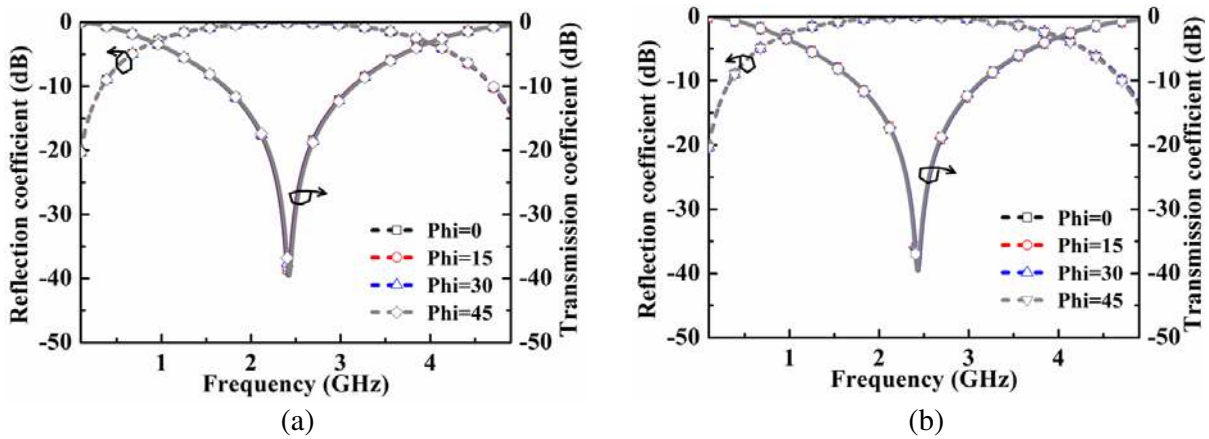 Reflection coefficient (dB)
0
-10
-20
-30
-40
-50
1
2
3
4
Frequency (GHz)
0
-10
-20
-30
-40
-50
Transmission coefficient (dB)
Phi=0
Phi=15
Phi=30
Phi=45
(a)
Reflection coefficient (dB)
0
-10
-20
-30
-40
-50
1
2
3
4
Frequency (GHz)
0
-10
-20
-30
-40
-50
Transmission coefficient (dB)
Phi=0
Phi=15
Phi=30
Phi=45
(b)